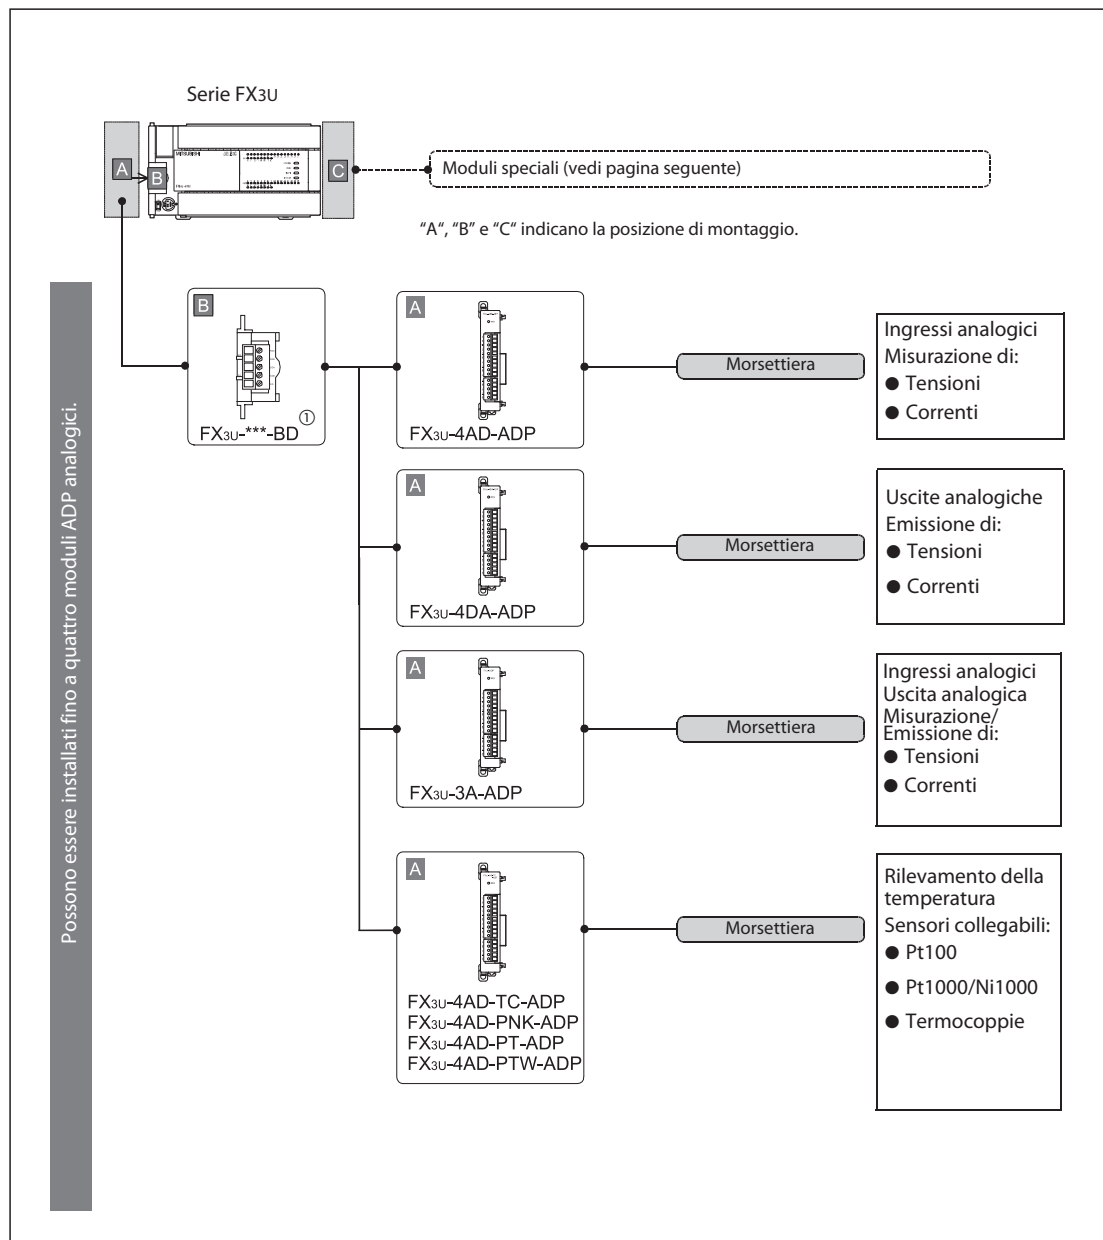 Serie FX3U
A
B
C
MITSUBISHI
Moduli speciali (vedi pagina seguente)
“A“, “B” e “C“ indicano la posizione di montaggio.
Possono essere installati fino a quattro moduli ADP analogici.
B
FX3U-***-BD ①
A
FX3U-4AD-ADP
Morsettiera
Ingressi analogici
Misurazione di:
● Tensioni
● Correnti
A
FX3U-4DA-ADP
Morsettiera
Uscite analogiche
Emissione di:
● Tensioni
● Correnti
A
FX3U-3A-ADP
Morsettiera
Ingressi analogici
Uscita analogica
Misurazione/
Emissione di:
● Tensioni
● Correnti
A
FX3U-4AD-TC-ADP
FX3U-4AD-PNK-ADP
FX3U-4AD-PT-ADP
FX3U-4AD-PTW-ADP
Morsettiera
Rilevamento della
temperatura
Sensori collegabili:
● Pt100
● Pt1000/Ni1000
● Termocoppie